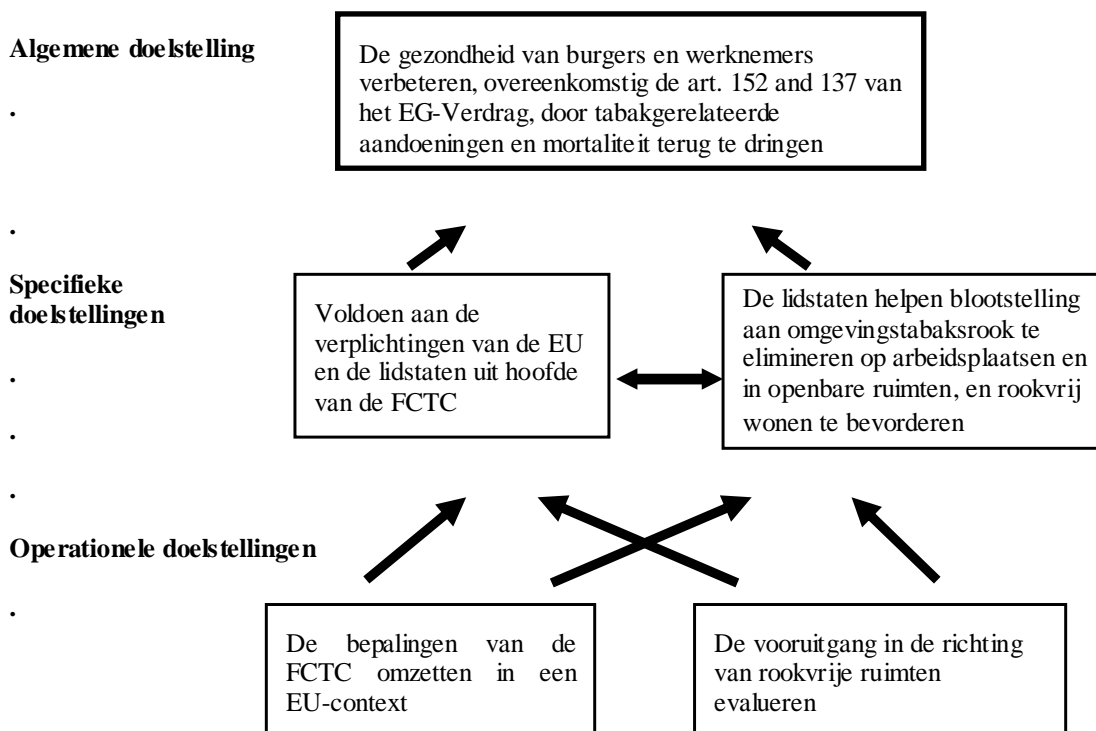 Algemene doelstelling
De gezondheid van burgers en werknemers
verbeteren, overeenkomstig de art. 152 and 137 van
het EG-Verdrag, door tabakgerelateerde
aandoeningen en mortaliteit terug te dringen
.
.
Specifieke
doelstellingen
Voldoen aan de
verplichtingen van de EU
en de lidstaten uit hoofde
van de FCTC
De lidstaten helpen blootstelling
aan omgevingstabaksrook te
elimineren op arbeidsplaatsen en
in openbare ruimten, en rookvrij
wonen te bevorderen
.
.
.
Operationele doelstellingen
.
De bepalingen van de
FCTC omzetten in een
EU-context
De vooruitgang in de richting
van rookvrije ruimten
evalueren